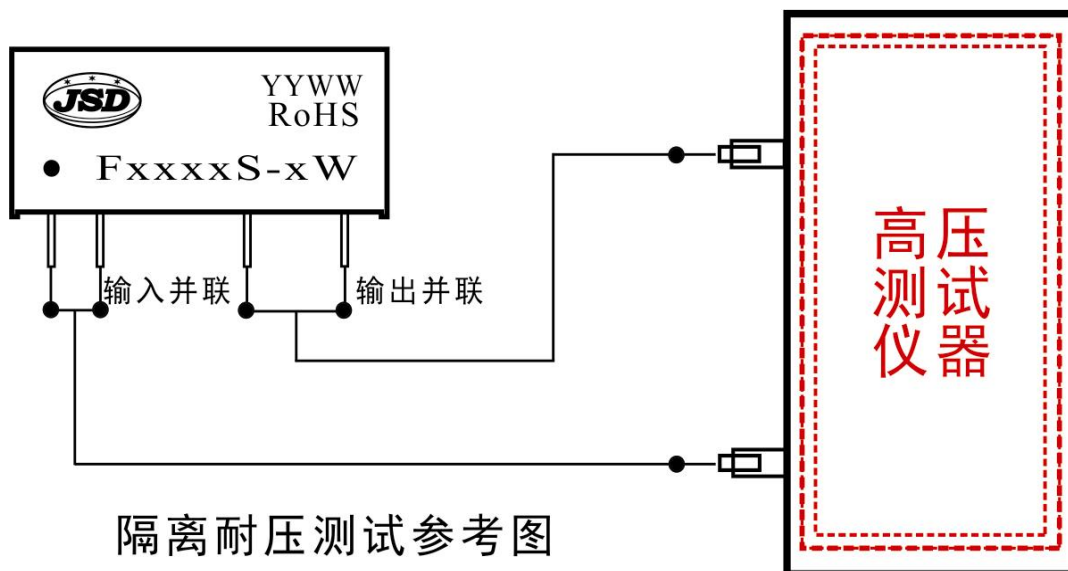 JSD
YYWW
RoHS
FxxxxS-xW
输入并联
输出并联
高压
测试
仪器
隔离耐压测试参考图